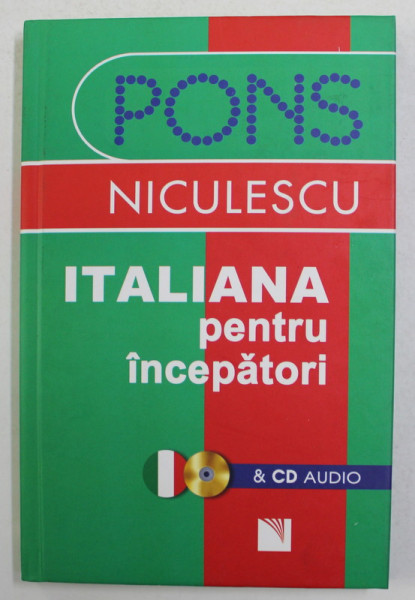 PONS
NICULESCU
ITALIANA
pentru
începători
& CD AUDIO